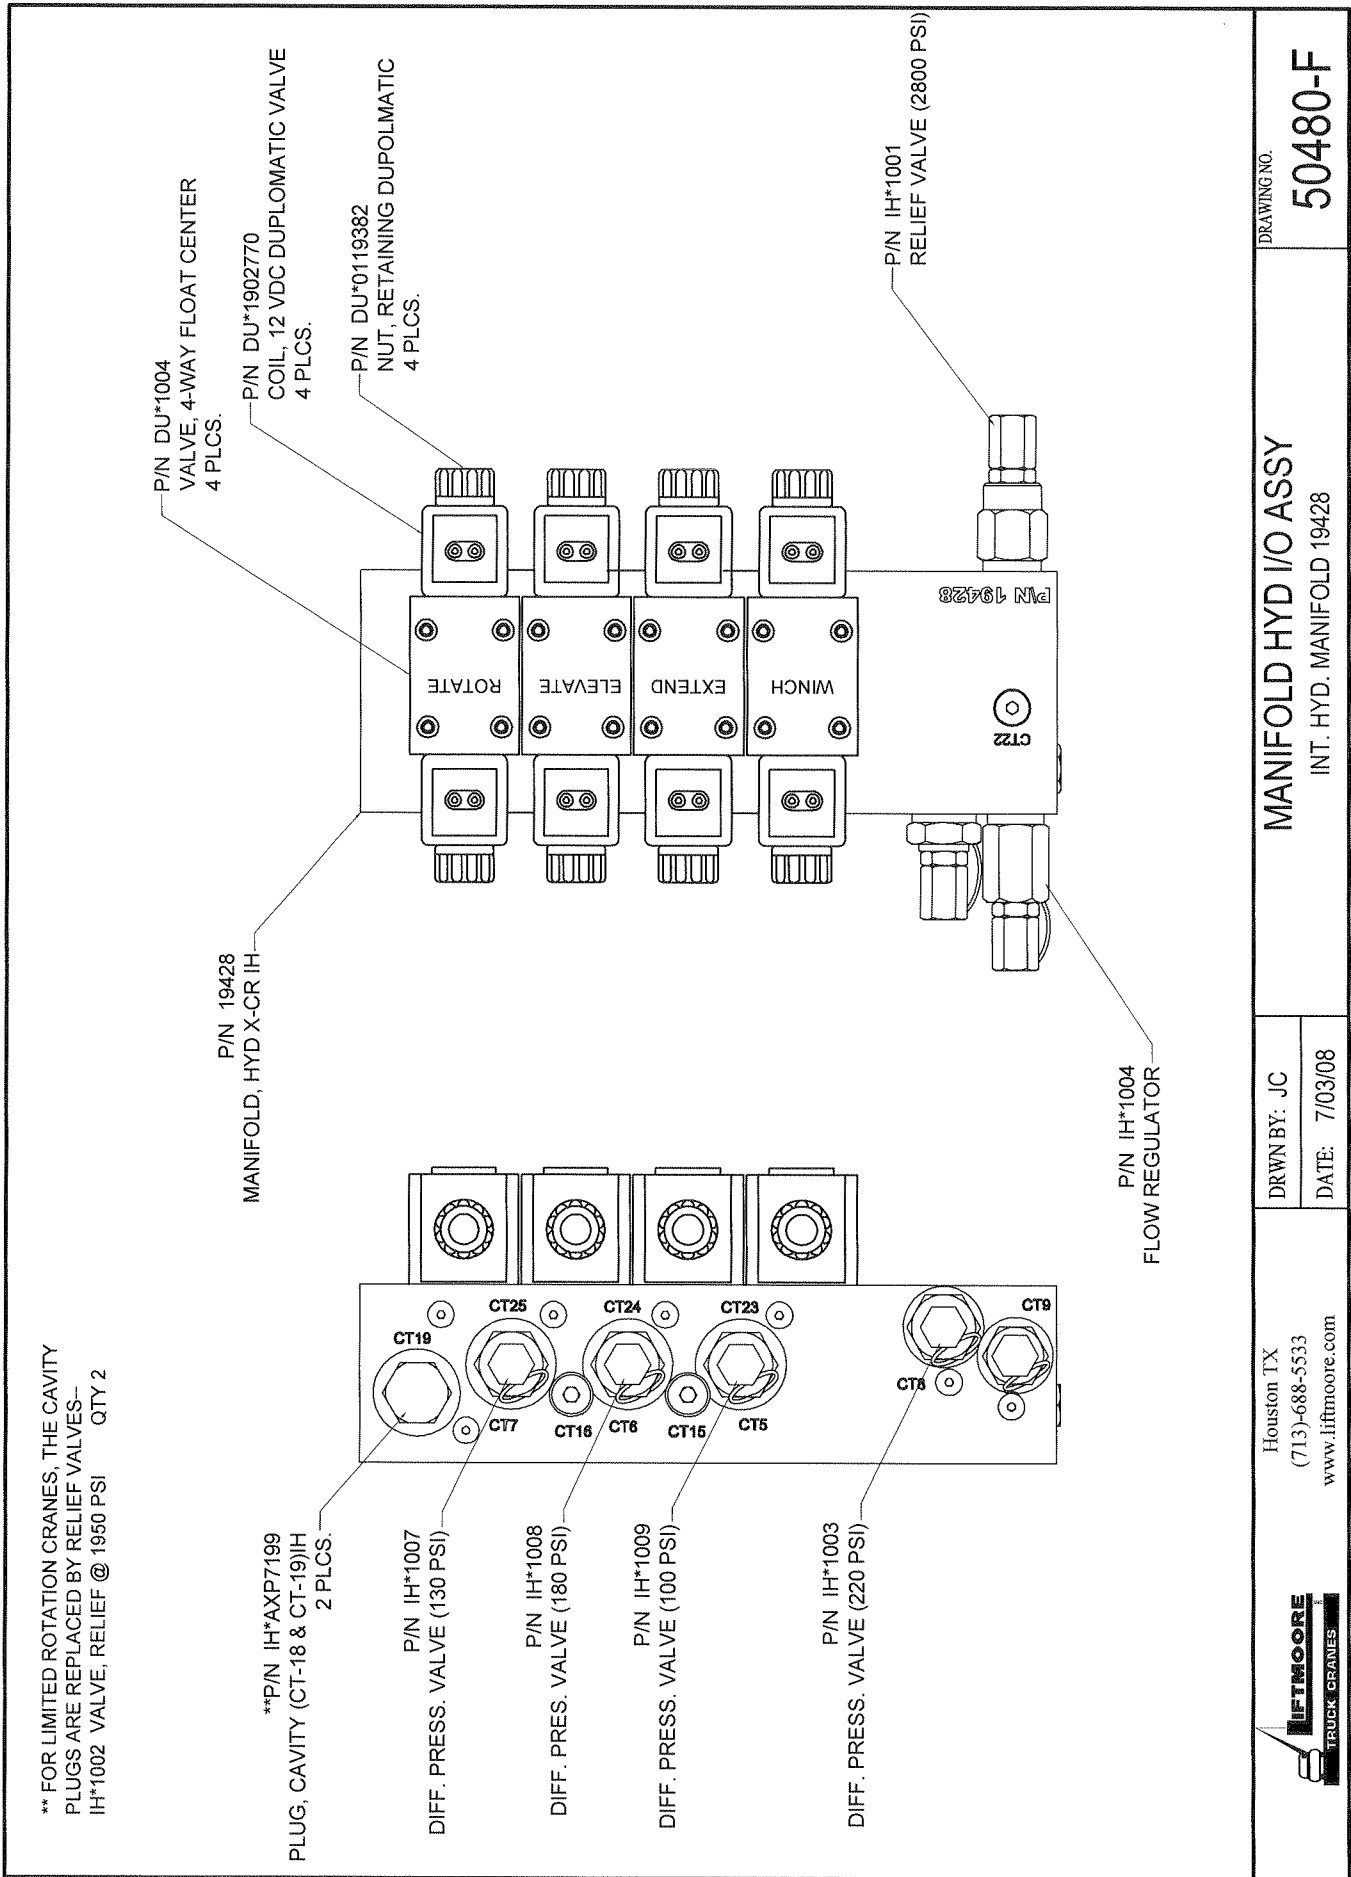 ** FOR LIMITED ROTATION CRANES, THE CAVITY
PLUGS ARE REPLACED BY RELIEF VALVES--
IH*1002 VALVE, RELIEF @ 1950 PSI QTY 2
**P/N IH*AXP7199
PLUG, CAVITY (CT-18 & CT-19)IH
2 PLCS.
P/N IH*1007
DIFF. PRESS. VALVE (130 PSI)
P/N IH*1008
DIFF. PRES. VALVE (180 PSI)
P/N IH*1009
DIFF. PRESS. VALVE (100 PSI)
P/N IH*1003
DIFF. PRESS. VALVE (220 PSI)
CT19
CT25
CT7
CT16
CT24
CT6
CT15
CT23
CT5
CT8
CT9
P/N 19428
MANIFOLD, HYD X-CR IH
P/N IH*1004
FLOW REGULATOR
P/N DU*1004
VALVE, 4-WAY FLOAT CENTER
4 PLCS.
P/N DU*1902770
COIL, 12 VDC DUPLOMATIC VALVE
4 PLCS.
P/N DU*0119382
NUT, RETAINING DUPOLMATIC
4 PLCS.
P/N IH*1001
RELIEF VALVE (2800 PSI)
ROTATE
ELEVATE
EXTEND
WINCH
P\N 19428
CT22
LIFTMOORE
INC
TRUCK CRANES
Houston TX
(713)-688-5533
www.liftmoore.com
DRWN BY: JC
DATE: 7/03/08
MANIFOLD HYD I/O ASSY
INT. HYD. MANIFOLD 19428
DRAWING NO.
50480-F